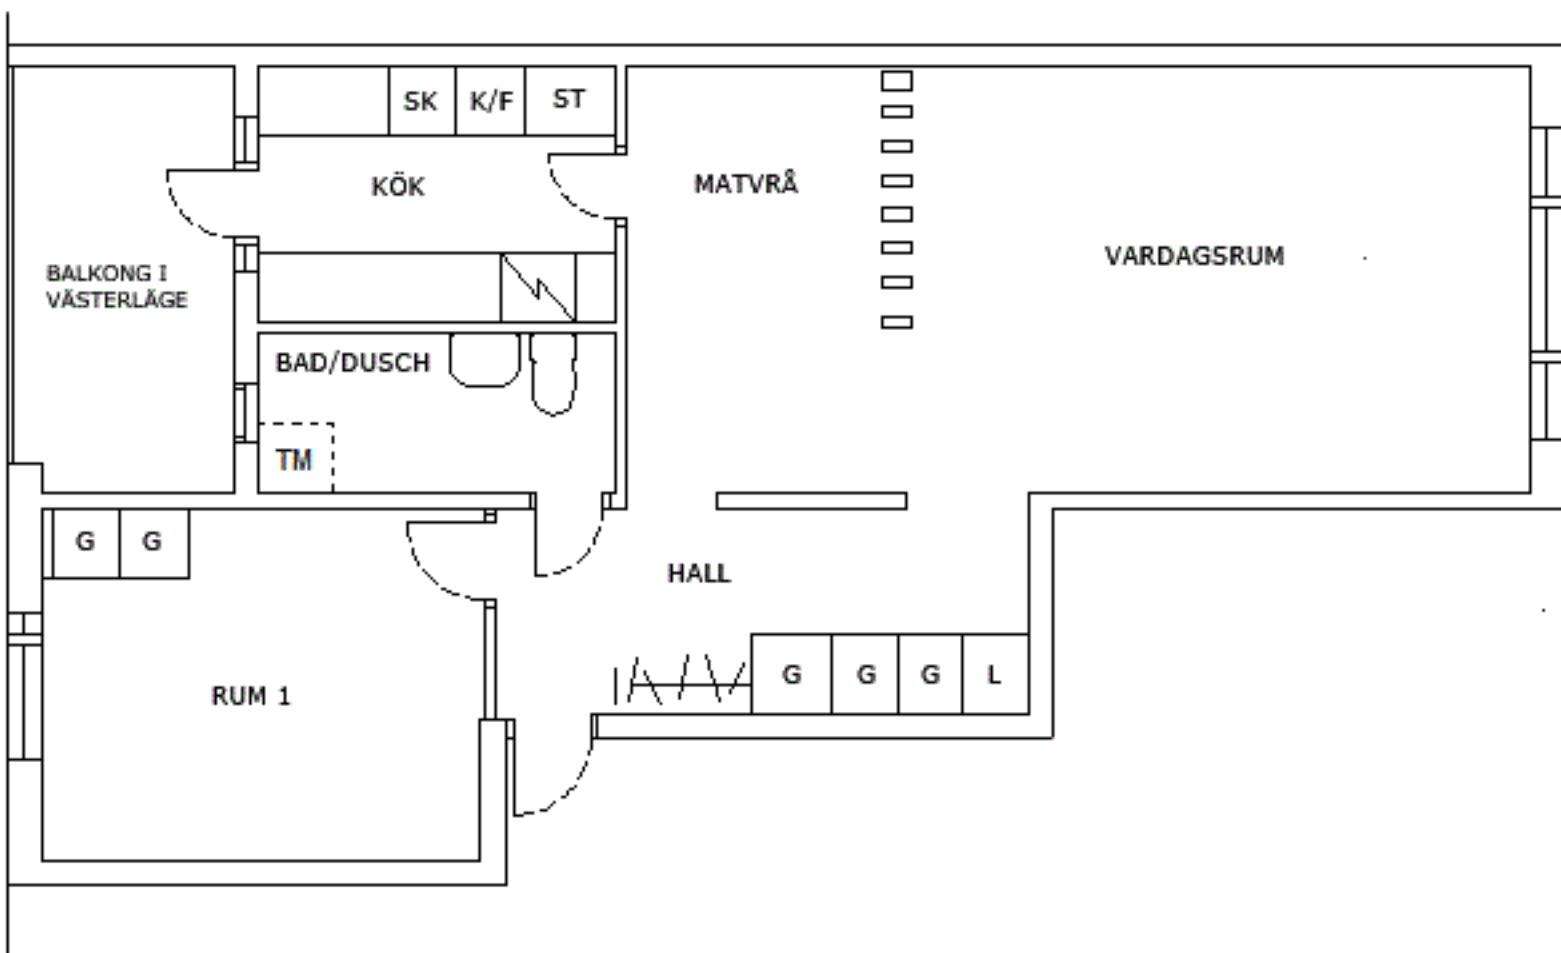 SK K/F ST
KÖK
MATVRÅ
VARDAGSRUM
BALKONG I
VÄSTERLÄGE
BAD/DUSCH
TM
G G
HALL
RUM 1
G G G L